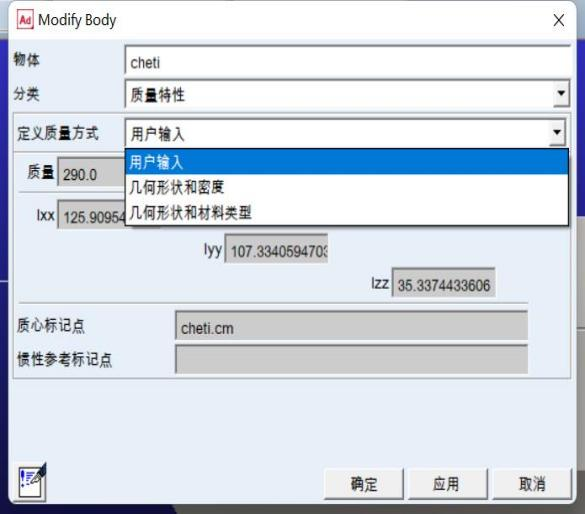 Ad Modify Body
物体 cheti
分类 质量特性
定义质量方式 用户输入
用户输入
几何形状和密度
几何形状和材料类型
质量 290.0
Ixx 125.90954
Iyy 107.3340594703
Izz 35.3374433606
质心标记点 cheti.cm
惯性参考标记点
确定 应用 取消